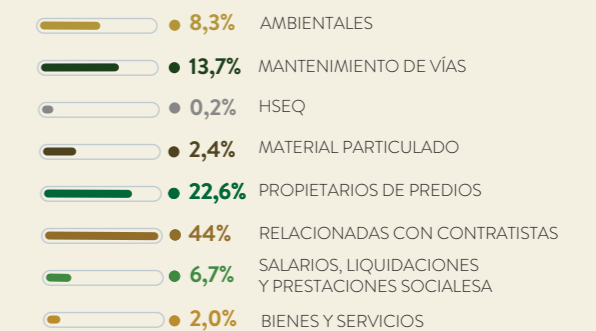 8,3% AMBIENTALES
13,7% MANTENIMIENTO DE VÍAS
0,2% HSEQ
2,4% MATERIAL PARTICULADO
22,6% PROPIETARIOS DE PREDIOS
44% RELACIONADAS CON CONTRATISTAS
6,7% SALARIOS, LIQUIDACIONES
Y PRESTACIONES SOCIALESA
2,0% BIENES Y SERVICIOS